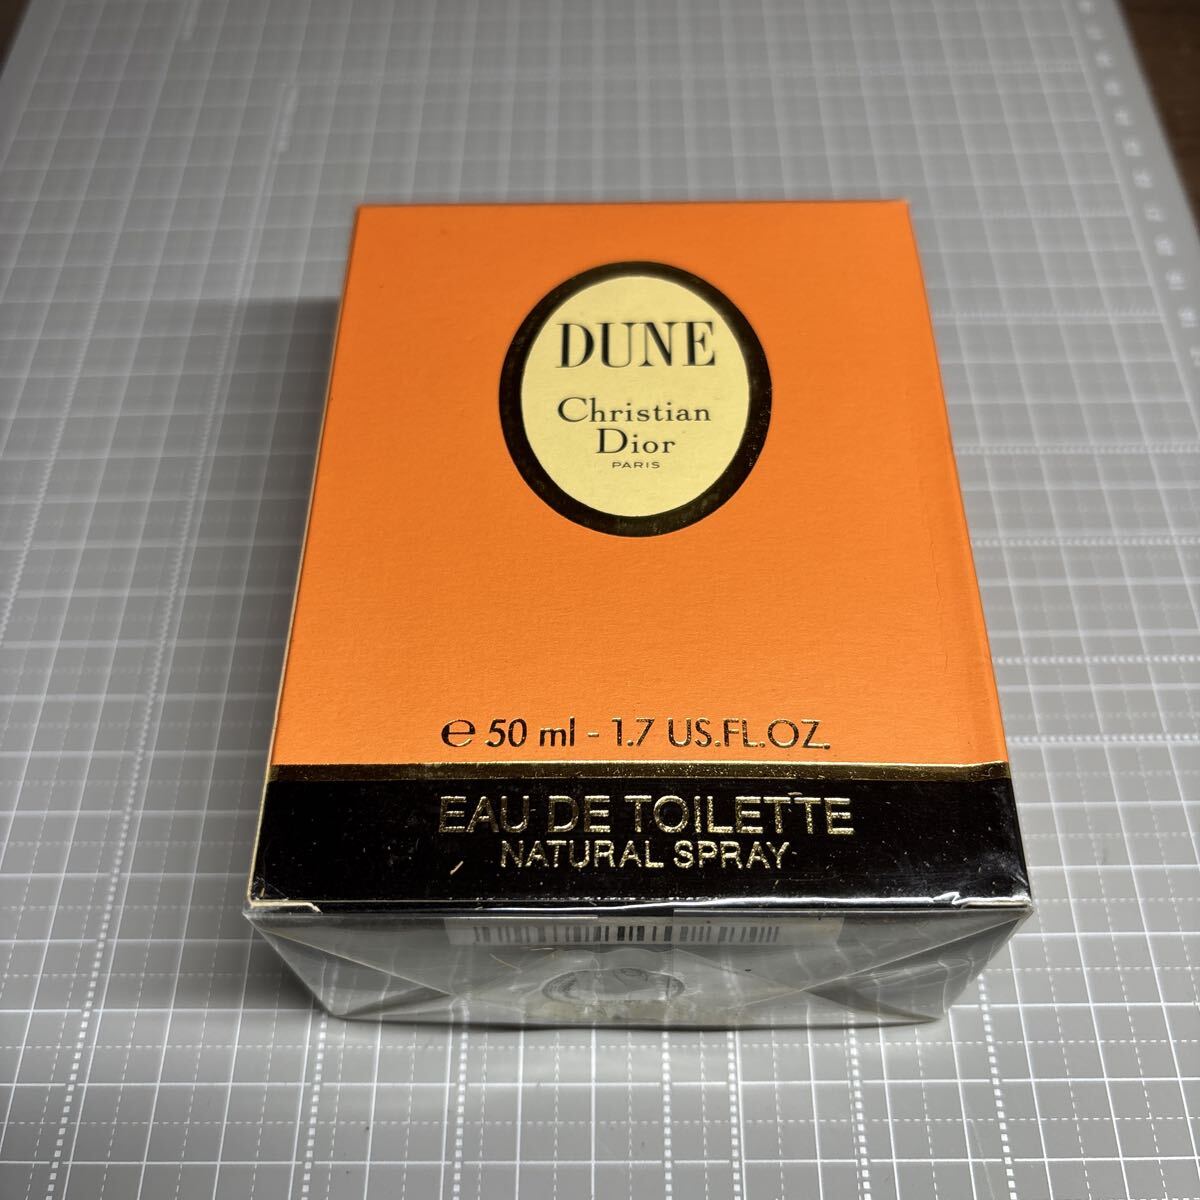 DUNE
Christian
Dior
PARIS
℮ 50 ml - 1.7 US.FL.OZ.
EAU DE TOILETTE
NATURAL SPRAY